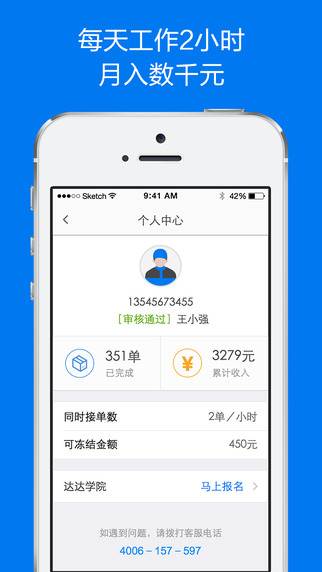 每天工作2小时
月入数千元
Sketch 9:41 AM 42%
个人中心
13545673455
[审核通过] 王小强
351单 3279元
已完成 累计收入
同时接单数 2单／小时
可冻结金额 450元
达达学院 马上报名
如遇到问题，请拨打客服电话
4006－157－597